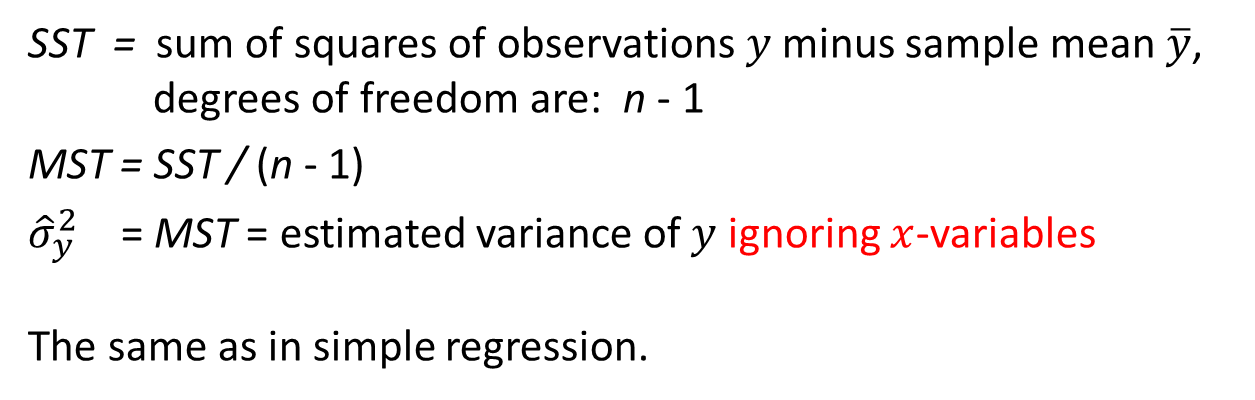 SST = sum of squares of observations y minus sample mean ȳ,
degrees of freedom are: n - 1
MST = SST / (n - 1)
σ̂²ᵧ = MST = estimated variance of y ignoring x-variables
The same as in simple regression.